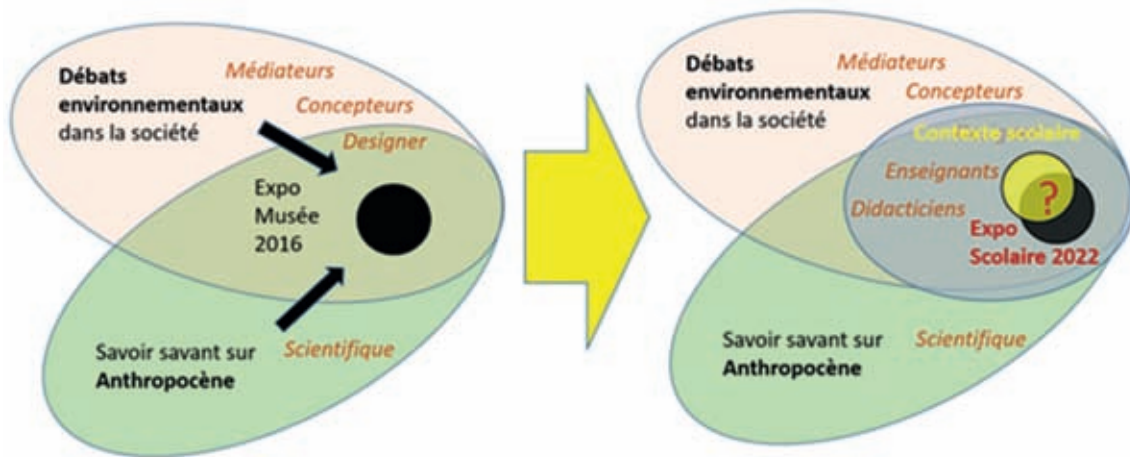 Débats
environnementaux
dans la société
Médiateurs
Concepteurs
Designer
Expo
Musée
2016
Savoir savant sur
Anthropocène
Scientifique
Débats
environnementaux
dans la société
Médiateurs
Concepteurs
Contexte scolaire
Enseignants
Didacticiens
?
Expo
Scolaire 2022
Savoir savant sur
Anthropocène
Scientifique